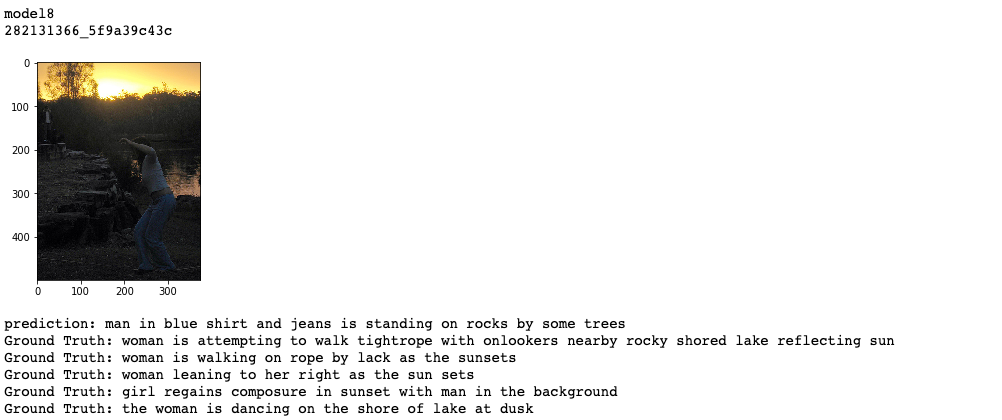 model8
282131366_5f9a39c43c
0
100
200
300
400
0 100 200 300
prediction: man in blue shirt and jeans is standing on rocks by some trees
Ground Truth: woman is attempting to walk tightrope with onlookers nearby rocky shored lake reflecting sun
Ground Truth: woman is walking on rope by lack as the sunsets
Ground Truth: woman leaning to her right as the sun sets
Ground Truth: girl regains composure in sunset with man in the background
Ground Truth: the woman is dancing on the shore of lake at dusk